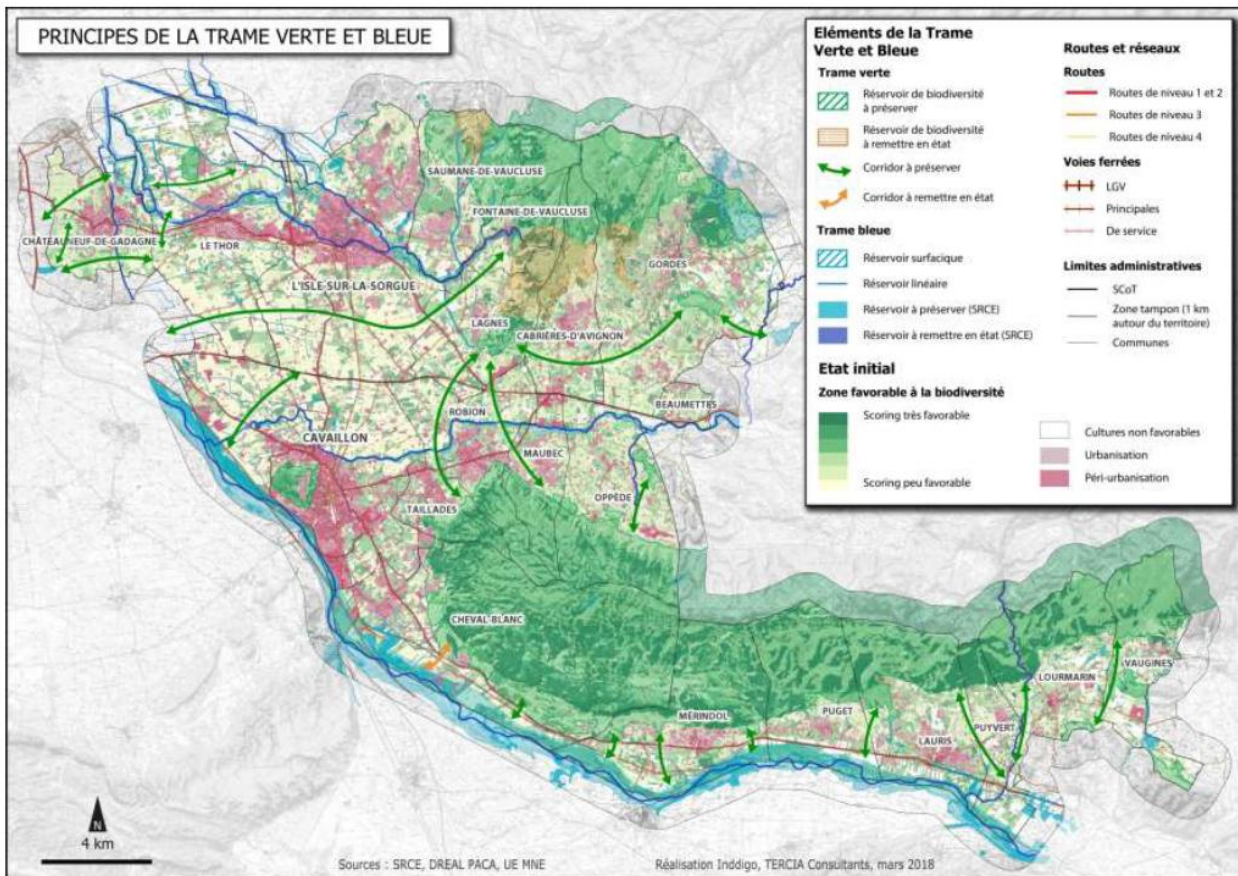 PRINCIPES DE LA TRAME VERTE ET BLEUE
Eléments de la Trame
Verte et Bleue
Trame verte
Réservoir de biodiversité
à préserver
Réservoir de biodiversité
à remettre en état
Corridor à préserver
Corridor à remettre en état
Trame bleue
Réservoir surfacique
Réservoir linéaire
Réservoir à préserver (SRCE)
Réservoir à remettre en état (SRCE)
Etat initial
Zone favorable à la biodiversité
Scoring très favorable
Scoring peu favorable
Routes et réseaux
Routes
Routes de niveau 1 et 2
Routes de niveau 3
Routes de niveau 4
Voies ferrées
LGV
Principales
De service
Limites administratives
SCoT
Zone tampon (1 km
autour du territoire)
Communes
Cultures non favorables
Urbanisation
Péri-urbanisation
SAUMANE-DE-VAUCLUSE
FONTAINE-DE-VAUCLUSE
CHÂTEAUNEUF-DE-GADAGNE
LE THOR
GORDES
L'ISLE-SUR-LA-SORGUE
LAGNES
CABRIÈRES-D'AVIGNON
BEAUMETTES
ROBION
CAVAILLON
MAUBEC
OPPÈDE
TAILLADES
CHEVAL-BLANC
VAUGINES
LOURMARIN
MÉRINDOL
PUGET
PUYVERT
LAURIS
N
4 km
Sources : SRCE, DREAL PACA, UE MNE
Réalisation Inddigo, TERCIA Consultants, mars 2018